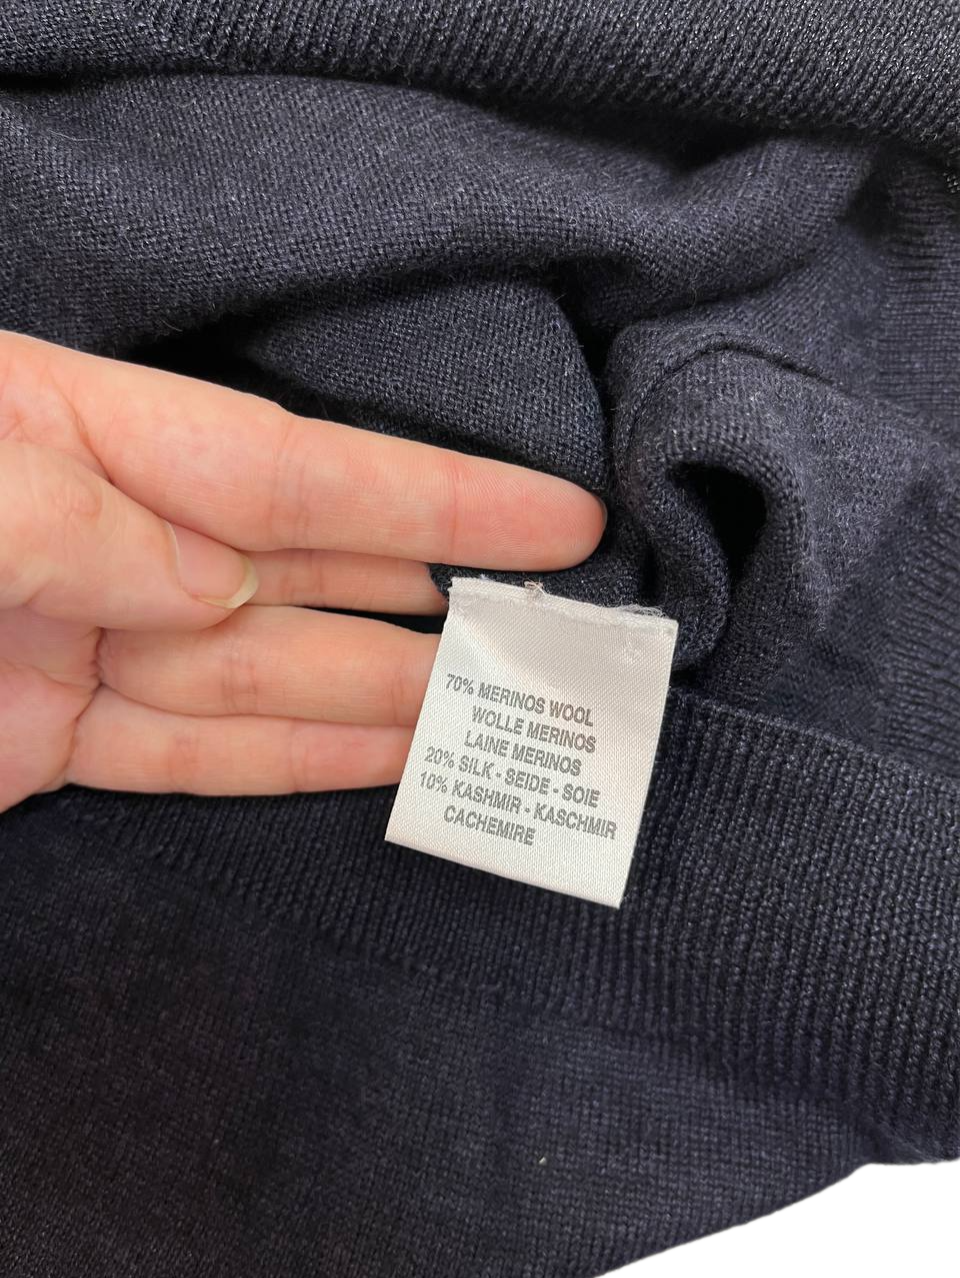 70% MERINOS WOOL
WOLLE MERINOS
LAINE MERINOS
20% SILK - SEIDE - SOIE
10% KASHMIR - KASCHMIR
CACHEMIRE